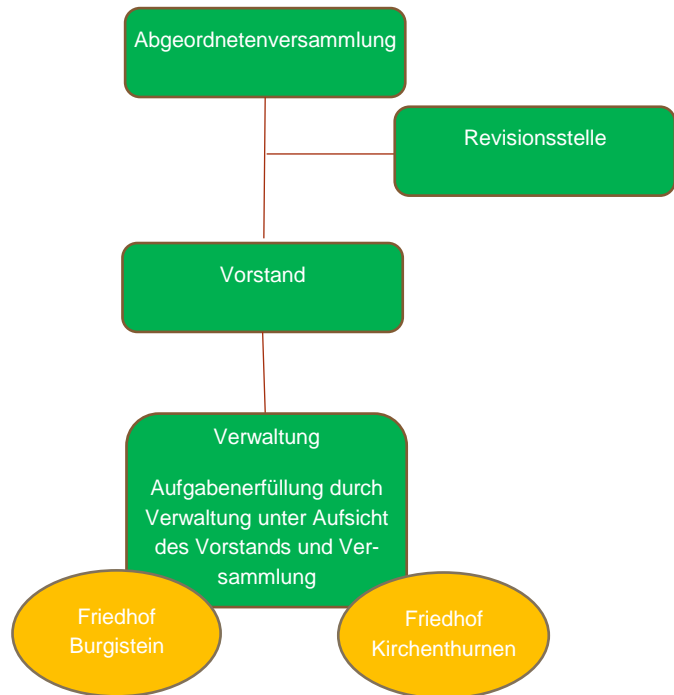 Abgeordnetenversammlung
Revisionsstelle
Vorstand
Verwaltung
Aufgabenerfüllung durch
Verwaltung unter Aufsicht
des Vorstands und Ver-
sammlung
Friedhof
Burgistein
Friedhof
Kirchenthurnen